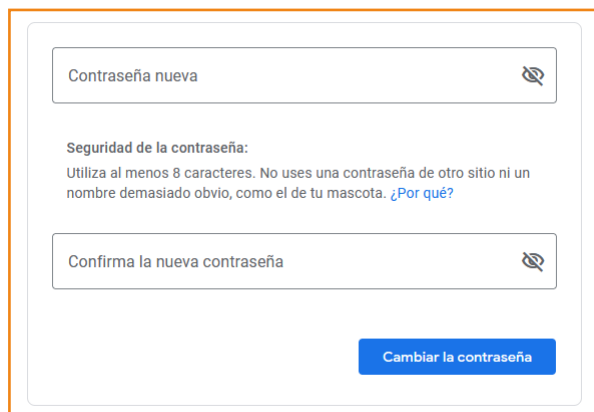 Contraseña nueva
Seguridad de la contraseña:
Utiliza al menos 8 caracteres. No uses una contraseña de otro sitio ni un
nombre demasiado obvio, como el de tu mascota. ¿Por qué?
Confirma la nueva contraseña
Cambiar la contraseña